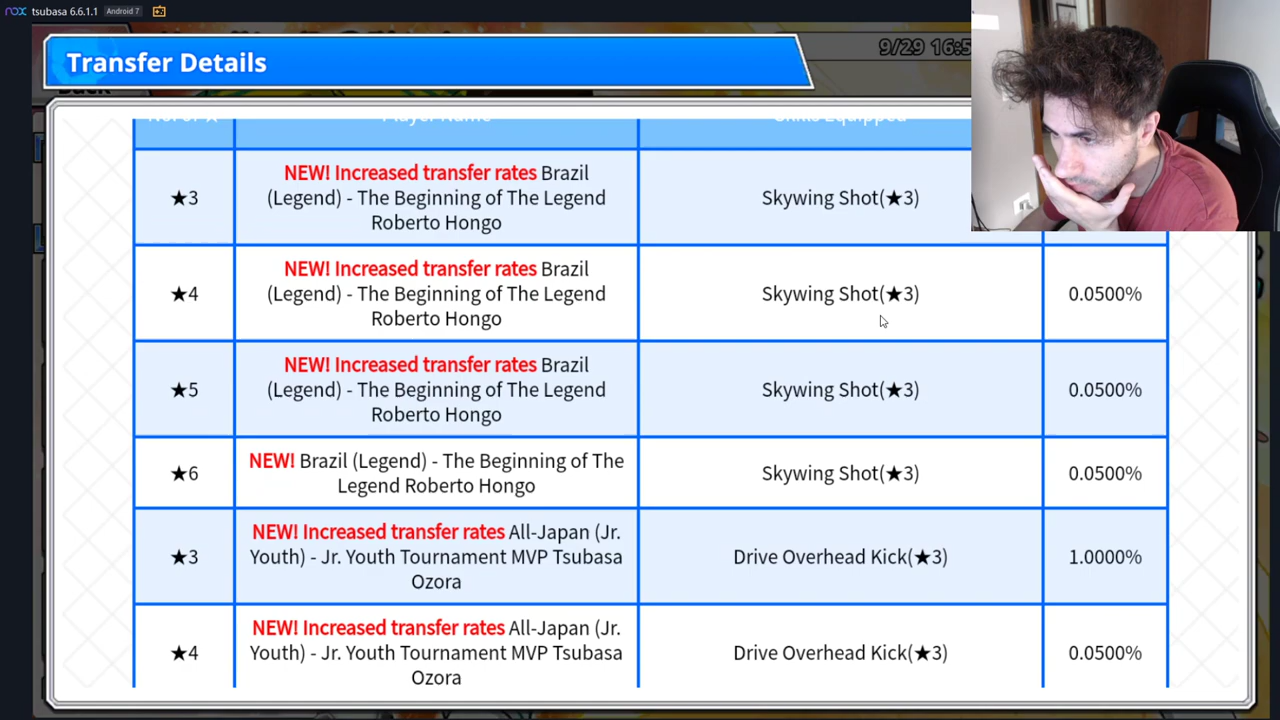 nox tsubasa 6.6.1.1 Android 7
9/29 16:5
Transfer Details
Back
Player Name Skills Equipped
★3
NEW! Increased transfer rates Brazil
(Legend) - The Beginning of The Legend
Roberto Hongo
Skywing Shot(★3)
★4
NEW! Increased transfer rates Brazil
(Legend) - The Beginning of The Legend
Roberto Hongo
Skywing Shot(★3)
0.0500%
★5
NEW! Increased transfer rates Brazil
(Legend) - The Beginning of The Legend
Roberto Hongo
Skywing Shot(★3)
0.0500%
★6
NEW! Brazil (Legend) - The Beginning of The
Legend Roberto Hongo
Skywing Shot(★3)
0.0500%
★3
NEW! Increased transfer rates All-Japan (Jr.
Youth) - Jr. Youth Tournament MVP Tsubasa
Ozora
Drive Overhead Kick(★3)
1.0000%
★4
NEW! Increased transfer rates All-Japan (Jr.
Youth) - Jr. Youth Tournament MVP Tsubasa
Ozora
Drive Overhead Kick(★3)
0.0500%